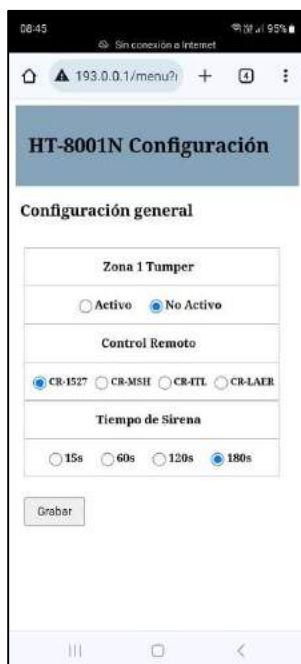 08:45 95%
Sin conexión a Internet
193.0.0.1/menu?r 4
HT-8001N Configuración
Configuración general
Zona 1 Tumper
Activo No Activo
Control Remoto
CR-1527 CR-MSH CR-ITL CR-LAER
Tiempo de Sirena
15s 60s 120s 180s
Grabar